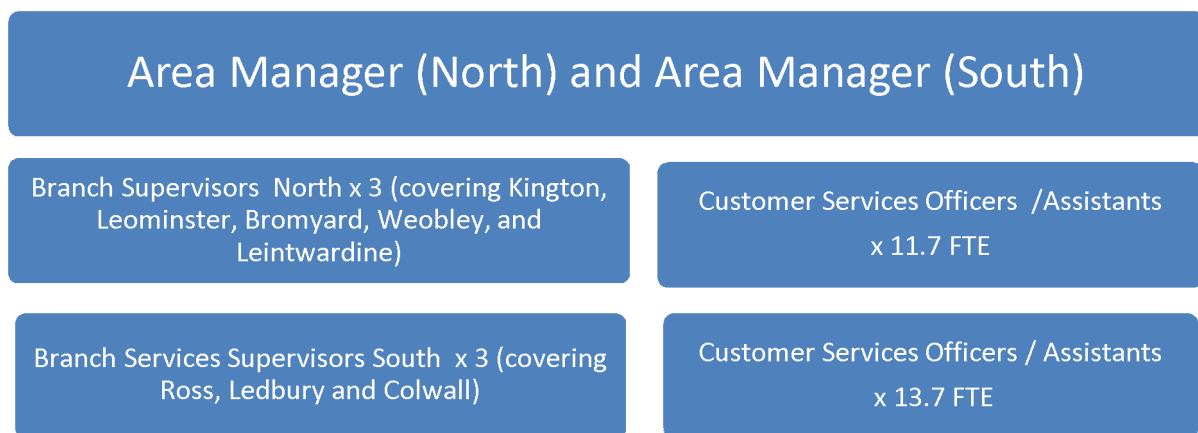 Area Manager (North) and Area Manager (South)
Branch Supervisors  North x 3 (covering Kington,
Leominster, Bromyard, Weobley, and
Leintwardine)
Customer Services Officers  /Assistants
x 11.7 FTE
Branch Services Supervisors South  x 3 (covering
Ross, Ledbury and Colwall)
Customer Services Officers / Assistants
x 13.7 FTE